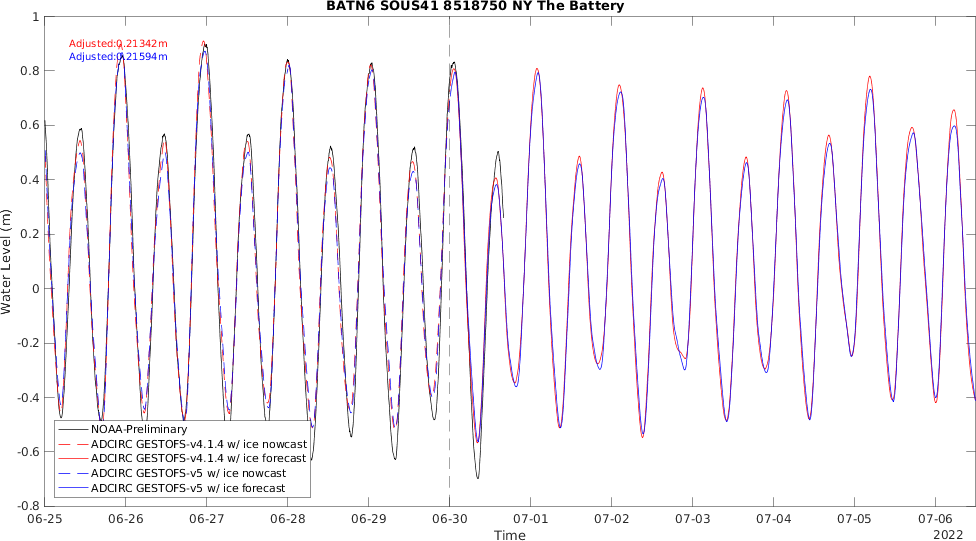 BATN6 SOUS41 8518750 NY The Battery
1
0.8
0.6
0.4
0.2
0
-0.2
-0.4
-0.6
-0.8
Water Level (m)
Adjusted:0.21342m
Adjusted:0.21594m
NOAA-Preliminary
ADCIRC GESTOFS-v4.1.4 w/ ice nowcast
ADCIRC GESTOFS-v4.1.4 w/ ice forecast
ADCIRC GESTOFS-v5 w/ ice nowcast
ADCIRC GESTOFS-v5 w/ ice forecast
06-25 06-26 06-27 06-28 06-29 06-30 07-01 07-02 07-03 07-04 07-05 07-06
Time
2022